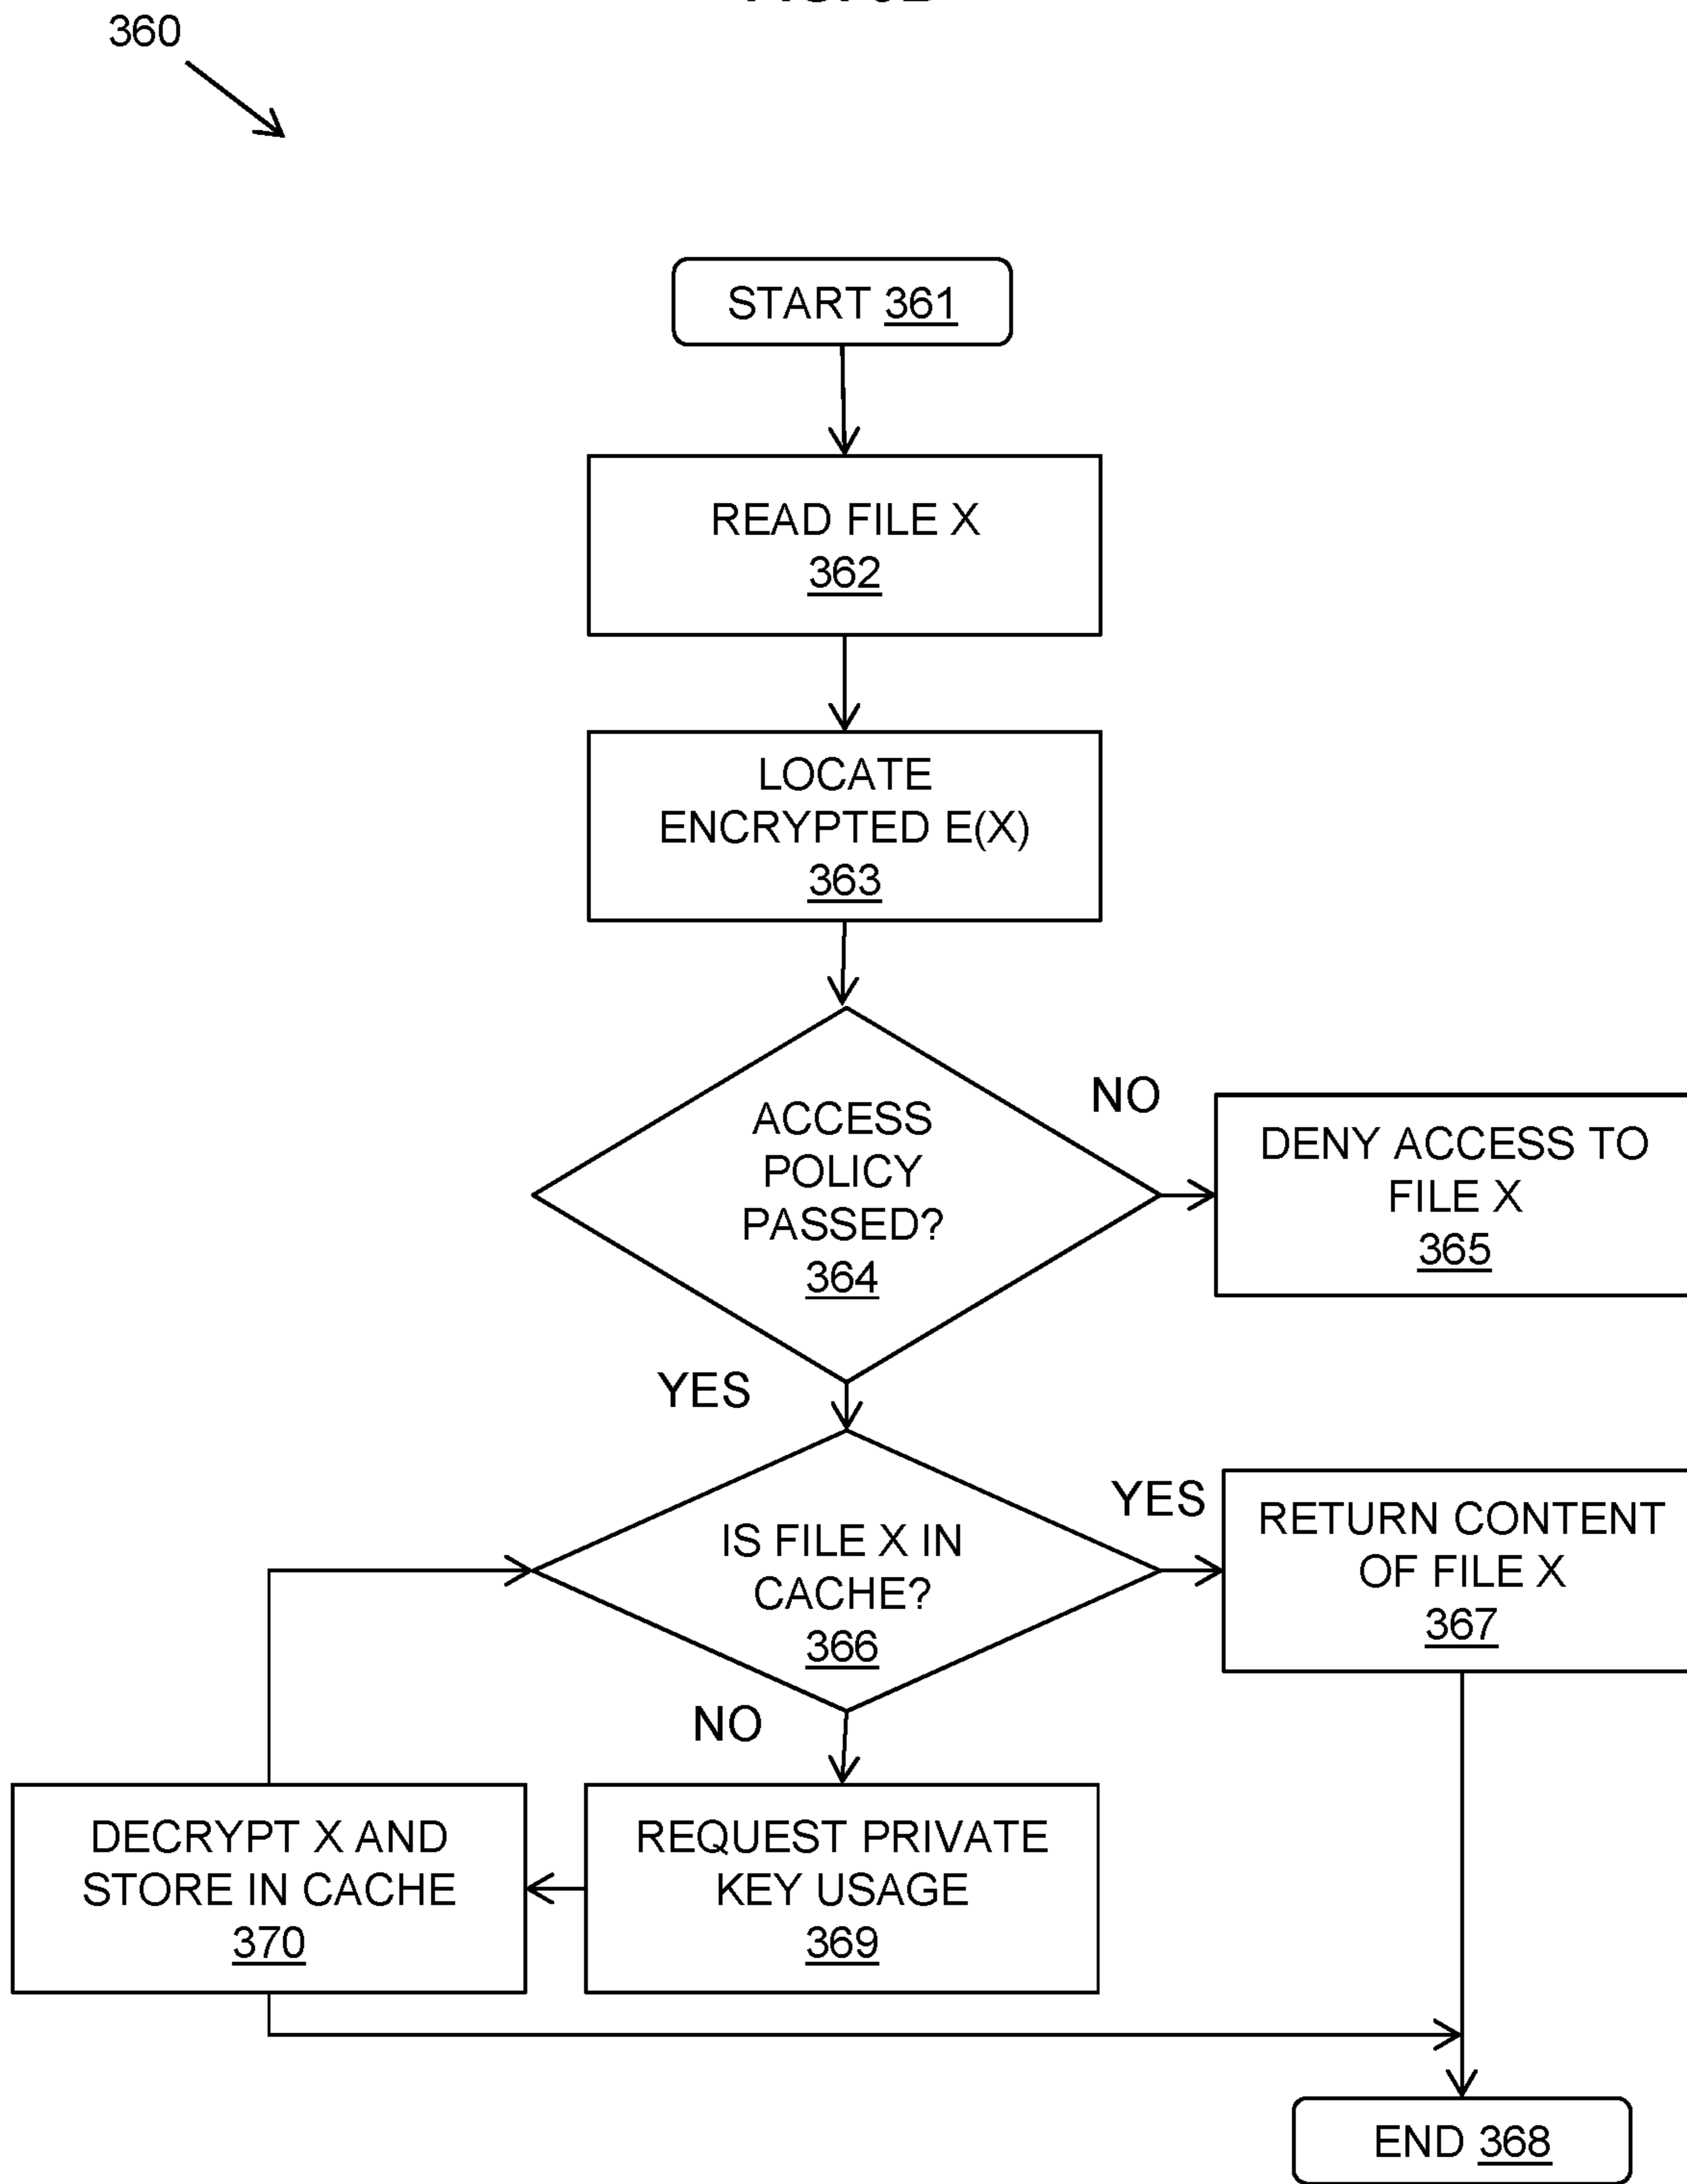 360
START 361
READ FILE X
362
LOCATE
ENCRYPTED E(X)
363
ACCESS
POLICY
PASSED?
364
NO
DENY ACCESS TO
FILE X
365
YES
IS FILE X IN
CACHE?
366
YES
RETURN CONTENT
OF FILE X
367
NO
REQUEST PRIVATE
KEY USAGE
369
DECRYPT X AND
STORE IN CACHE
370
END 368